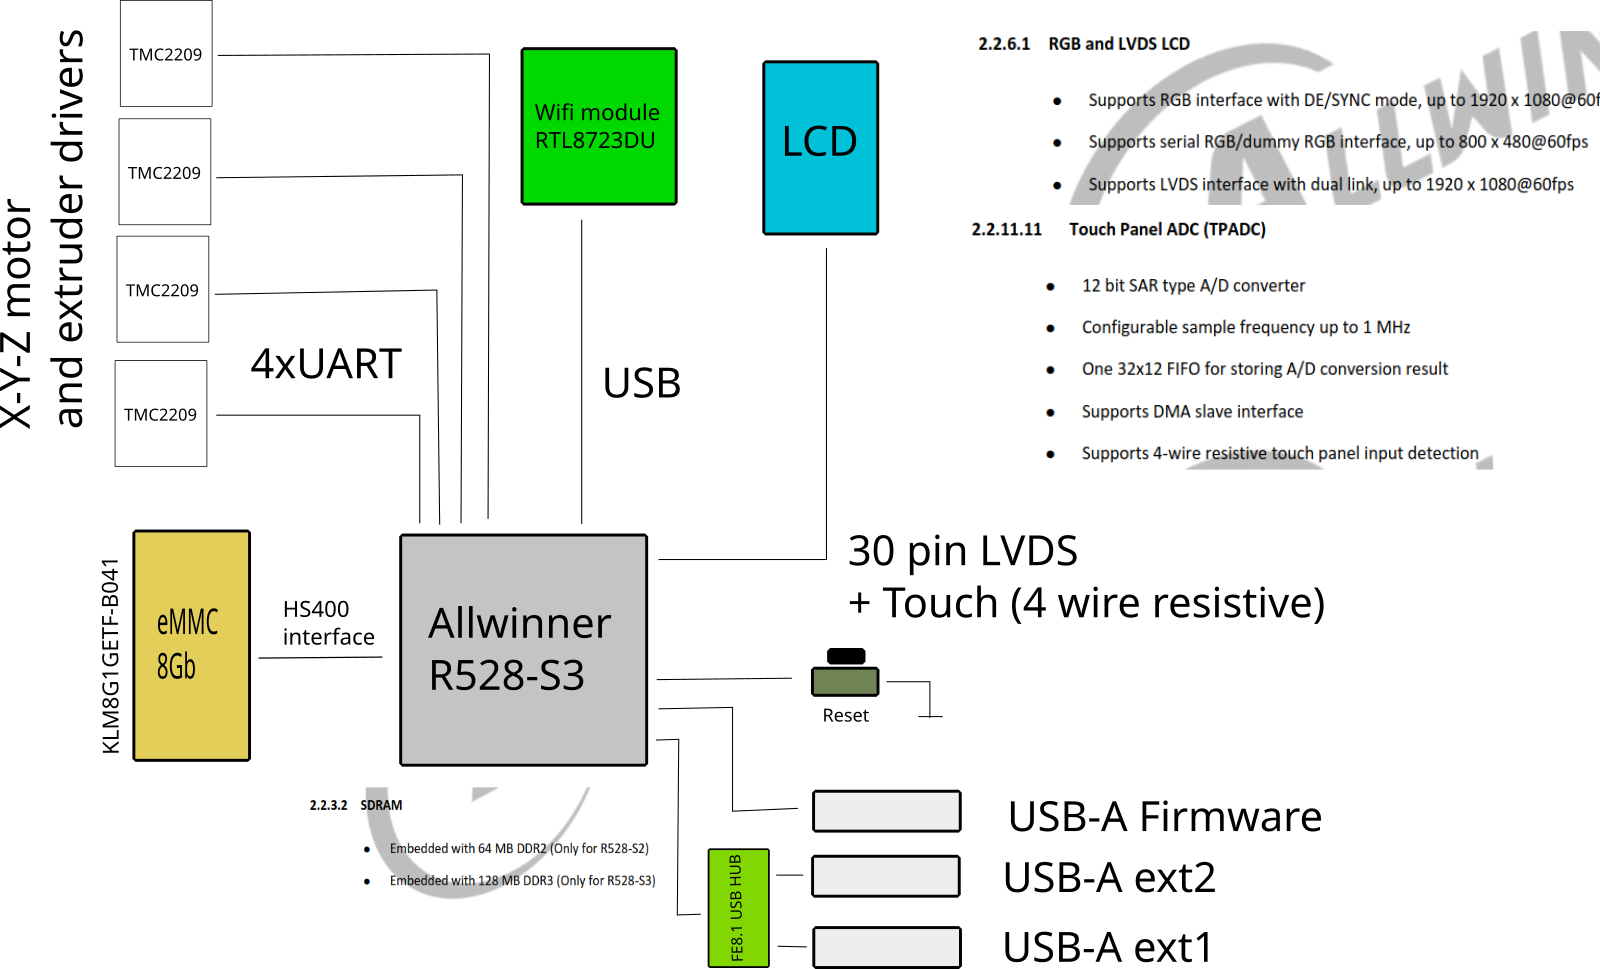 X-Y-Z motor
and extruder drivers
TMC2209
TMC2209
TMC2209
TMC2209
4xUART
Wifi module
RTL8723DU
USB
LCD
2.2.6.1 RGB and LVDS LCD
● Supports RGB interface with DE/SYNC mode, up to 1920 x 1080@60f
● Supports serial RGB/dummy RGB interface, up to 800 x 480@60fps
● Supports LVDS interface with dual link, up to 1920 x 1080@60fps
ALLWIN
2.2.11.11 Touch Panel ADC (TPADC)
● 12 bit SAR type A/D converter
● Configurable sample frequency up to 1 MHz
● One 32x12 FIFO for storing A/D conversion result
● Supports DMA slave interface
● Supports 4-wire resistive touch panel input detection
30 pin LVDS
+ Touch (4 wire resistive)
KLM8G1GETF-B041
eMMC
8Gb
HS400
interface
Allwinner
R528-S3
Reset
2.2.3.2 SDRAM
● Embedded with 64 MB DDR2 (Only for R528-S2)
● Embedded with 128 MB DDR3 (Only for R528-S3)
FE8.1 USB HUB
USB-A Firmware
USB-A ext2
USB-A ext1